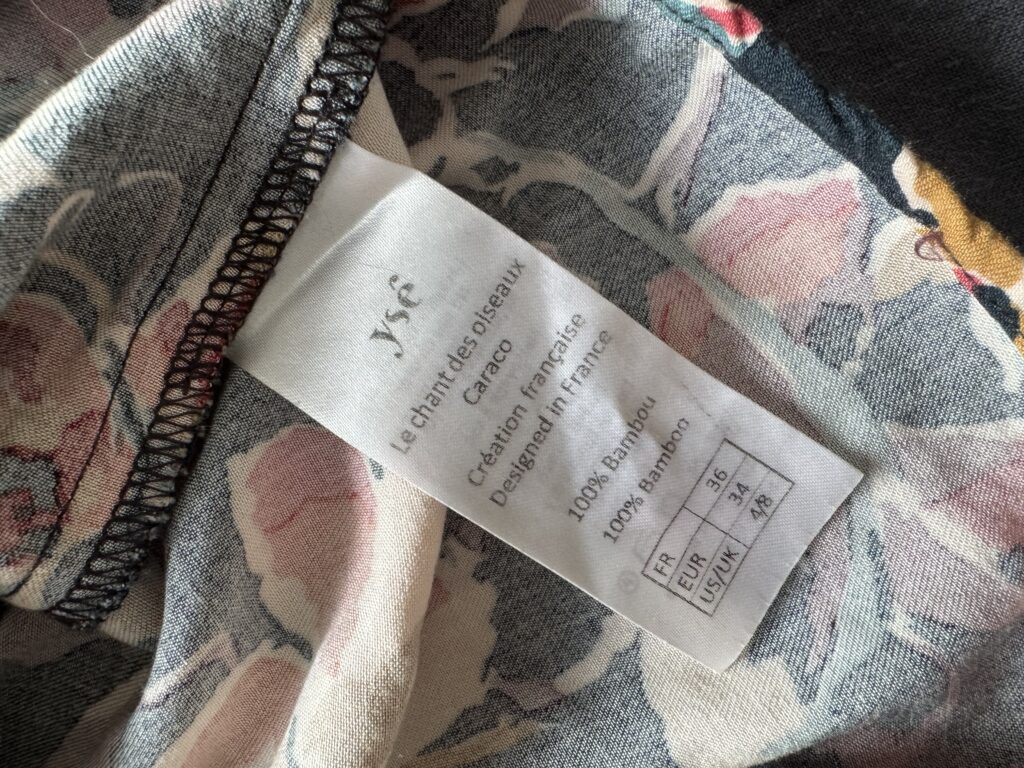 ysé
Le chant des oiseaux
Caraco
Création française
Designed in France
100% Bambou
100% Bamboo
FR 36
EUR 34
US/UK 4/8